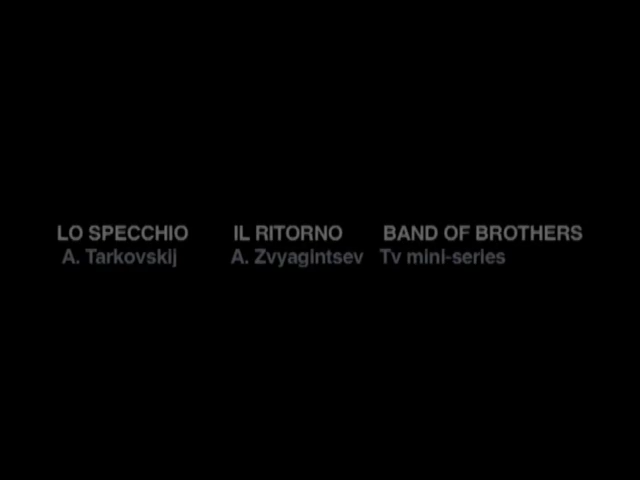 LO SPECCHIO IL RITORNO BAND OF BROTHERS
A. Tarkovskij A. Zvyagintsev Tv mini-series